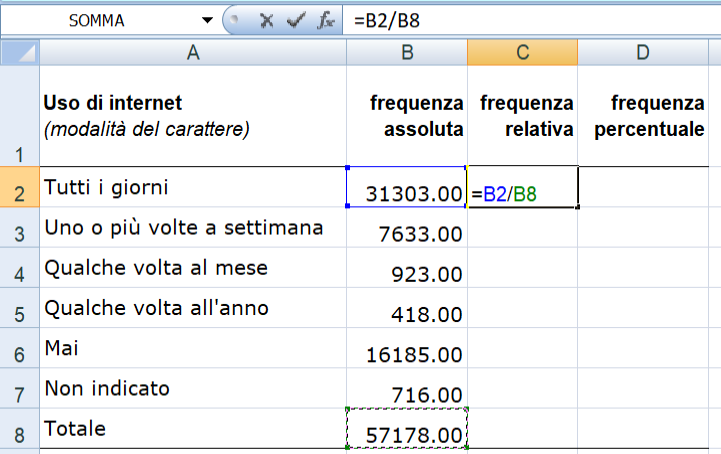 SOMMA fx =B2/B8
A B C D
1 Uso di internet frequenza frequenza frequenza
(modalità del carattere) assoluta relativa percentuale
2 Tutti i giorni 31303.00 =B2/B8
3 Uno o più volte a settimana 7633.00
4 Qualche volta al mese 923.00
5 Qualche volta all'anno 418.00
6 Mai 16185.00
7 Non indicato 716.00
8 Totale 57178.00